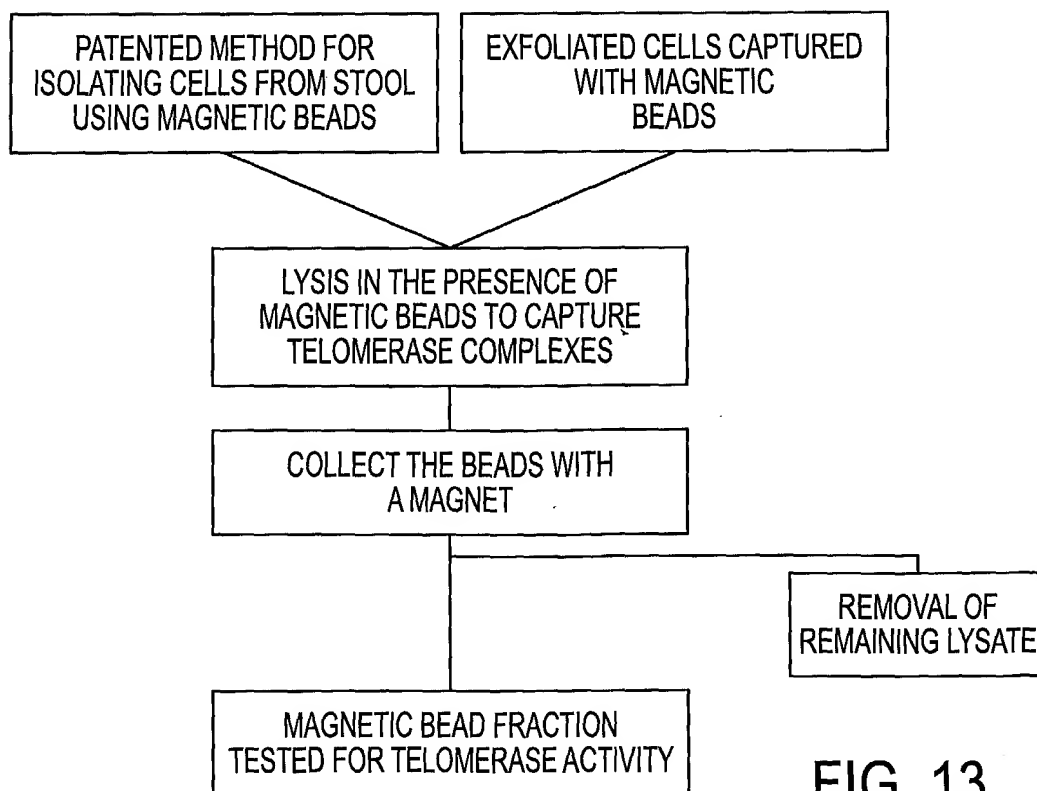 PATENTED METHOD FOR
ISOLATING CELLS FROM STOOL
USING MAGNETIC BEADS
EXFOLIATED CELLS CAPTURED
WITH MAGNETIC
BEADS
LYSIS IN THE PRESENCE OF
MAGNETIC BEADS TO CAPTURE
TELOMERASE COMPLEXES
COLLECT THE BEADS WITH
A MAGNET
REMOVAL OF
REMAINING LYSATE
MAGNETIC BEAD FRACTION
TESTED FOR TELOMERASE ACTIVITY
FIG. 13